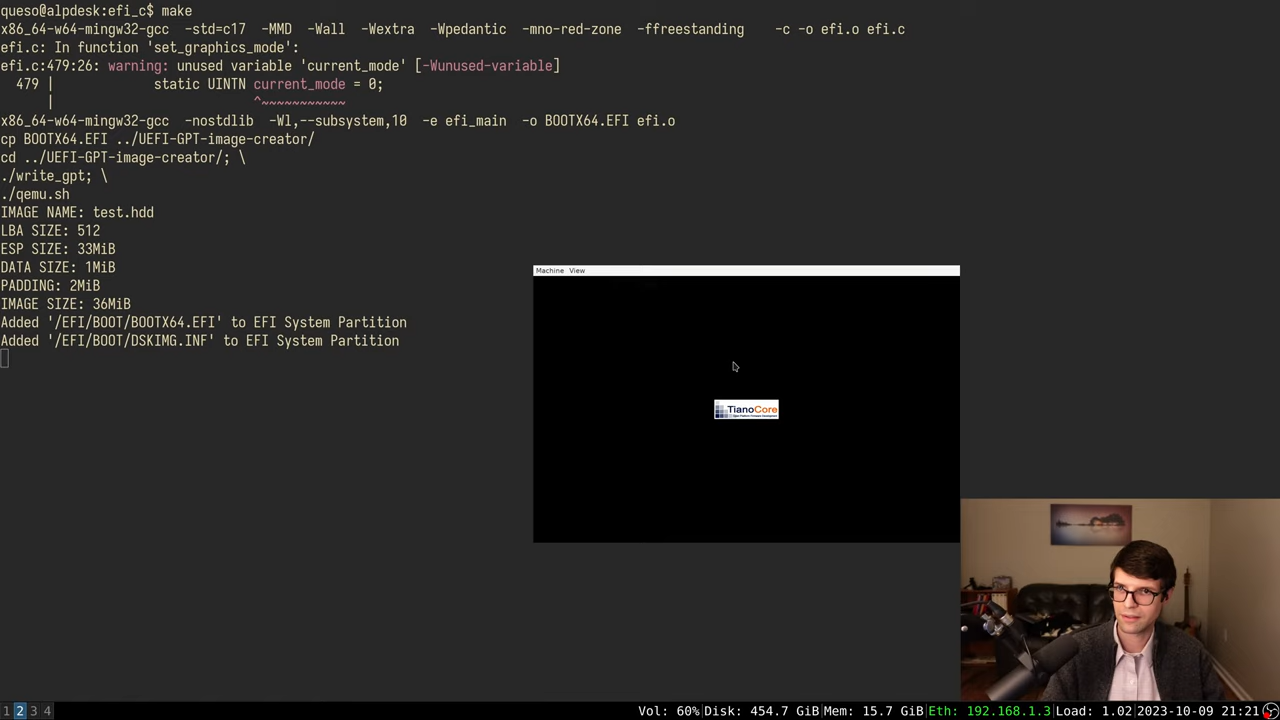 queso@alpdesk:efi_c$ make
x86_64-w64-mingw32-gcc  -std=c17  -MMD  -Wall  -Wextra  -Wpedantic  -mno-red-zone  -ffreestanding    -c -o efi.o efi.c
efi.c: In function 'set_graphics_mode':
efi.c:479:26: warning: unused variable 'current_mode' [-Wunused-variable]
479 |             static UINTN current_mode = 0;
|                          ^~~~~~~~~~~~
x86_64-w64-mingw32-gcc  -nostdlib  -Wl,--subsystem,10  -e efi_main  -o BOOTX64.EFI efi.o
cp BOOTX64.EFI ../UEFI-GPT-image-creator/
cd ../UEFI-GPT-image-creator/; \
./write_gpt; \
./qemu.sh
IMAGE NAME: test.hdd
LBA SIZE: 512
ESP SIZE: 33MiB
DATA SIZE: 1MiB
PADDING: 2MiB
IMAGE SIZE: 36MiB
Added '/EFI/BOOT/BOOTX64.EFI' to EFI System Partition
Added '/EFI/BOOT/DSKIMG.INF' to EFI System Partition
Machine View
TianoCore
1 2 3 4
Vol: 60%|Disk: 454.7 GiB|Mem: 15.7 GiB|Eth: 192.168.1.3|Load: 1.02|2023-10-09 21:21